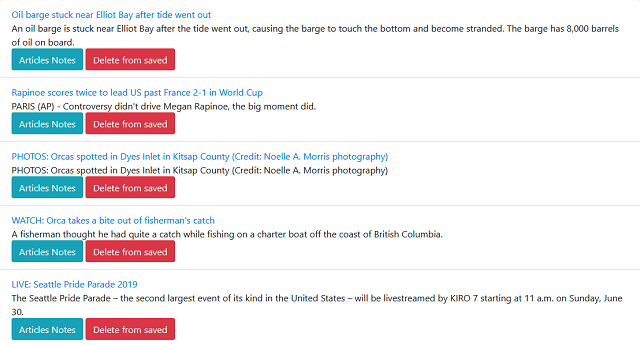 Oil barge stuck near Elliot Bay after tide went out
An oil barge is stuck near Elliot Bay after the tide went out, causing the barge to touch the bottom and become stranded. The barge has 8,000 barrels
of oil on board.
Articles Notes Delete from saved
Rapinoe scores twice to lead US past France 2-1 in World Cup
PARIS (AP) - Controversy didn't drive Megan Rapinoe, the big moment did.
Articles Notes Delete from saved
PHOTOS: Orcas spotted in Dyes Inlet in Kitsap County (Credit: Noelle A. Morris photography)
PHOTOS: Orcas spotted in Dyes Inlet in Kitsap County (Credit: Noelle A. Morris photography)
Articles Notes Delete from saved
WATCH: Orca takes a bite out of fisherman's catch
A fisherman thought he had quite a catch while fishing on a charter boat off the coast of British Columbia.
Articles Notes Delete from saved
LIVE: Seattle Pride Parade 2019
The Seattle Pride Parade – the second largest event of its kind in the United States – will be livestreamed by KIRO 7 starting at 11 a.m. on Sunday, June
30.
Articles Notes Delete from saved